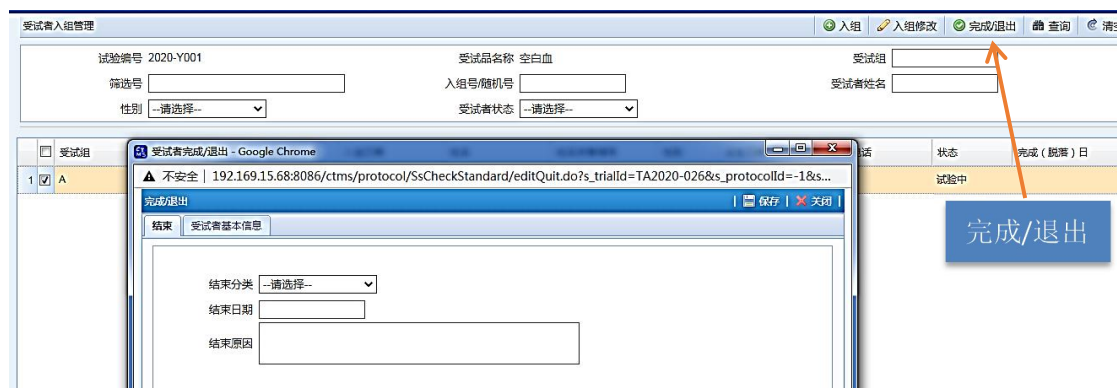 受试者入组管理 入组 入组修改 完成/退出 查询 清空
试验编号 2020-Y001 受试品名称 空白血 受试组
筛选号 入组号/随机号 受试者姓名
性别 --请选择-- 受试者状态 --请选择--
受试组 状态 完成（脱落）日
1 A 试验中
受试者完成/退出 - Google Chrome
不安全 | 192.169.15.68:8086/ctms/protocol/SsCheckStandard/editQuit.do?s_trialId=TA2020-026&s_protocolId=-1&s...
完成/退出 | 保存 | 关闭 |
结束 受试者基本信息
结束分类 --请选择--
结束日期
结束原因
完成/退出